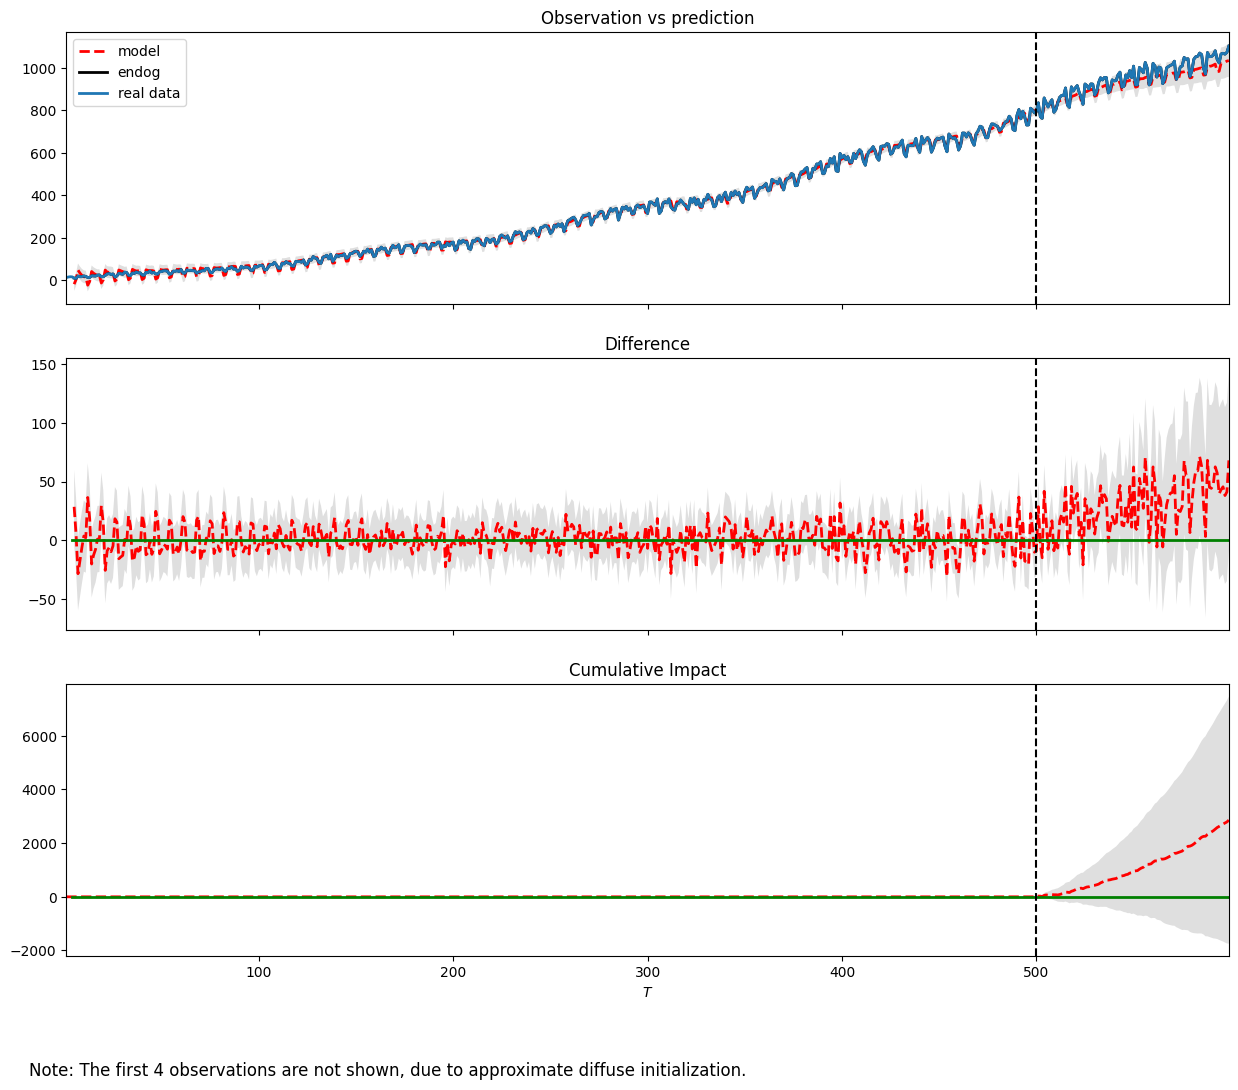 Observation vs prediction
model
endog
real data
1000
800
600
400
200
0
Difference
150
100
50
0
−50
Cumulative Impact
6000
4000
2000
0
−2000
100 200 300 400 500
T
Note: The first 4 observations are not shown, due to approximate diffuse initialization.